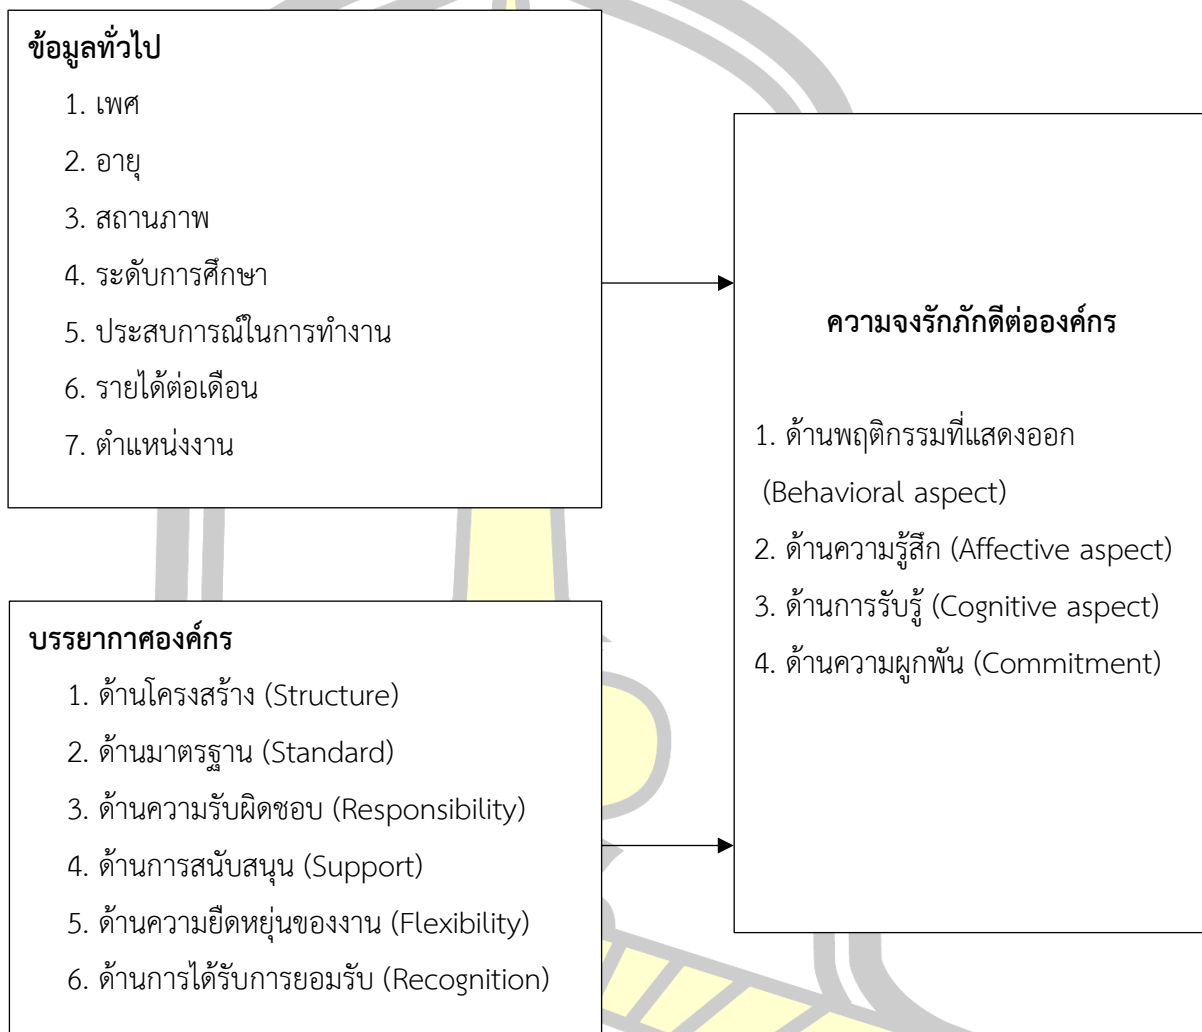 ข้อมูลทั่วไป
1. เพศ
2. อายุ
3. สถานภาพ
4. ระดับการศึกษา
5. ประสบการณ์ในการทำงาน
6. รายได้ต่อเดือน
7. ตำแหน่งงาน
บรรยากาศองค์กร
1. ด้านโครงสร้าง (Structure)
2. ด้านมาตรฐาน (Standard)
3. ด้านความรับผิดชอบ (Responsibility)
4. ด้านการสนับสนุน (Support)
5. ด้านความยืดหยุ่นของงาน (Flexibility)
6. ด้านการได้รับการยอมรับ (Recognition)
ความจงรักภักดีต่อองค์กร
1. ด้านพฤติกรรมที่แสดงออก
(Behavioral aspect)
2. ด้านความรู้สึก (Affective aspect)
3. ด้านการรับรู้ (Cognitive aspect)
4. ด้านความผูกพัน (Commitment)